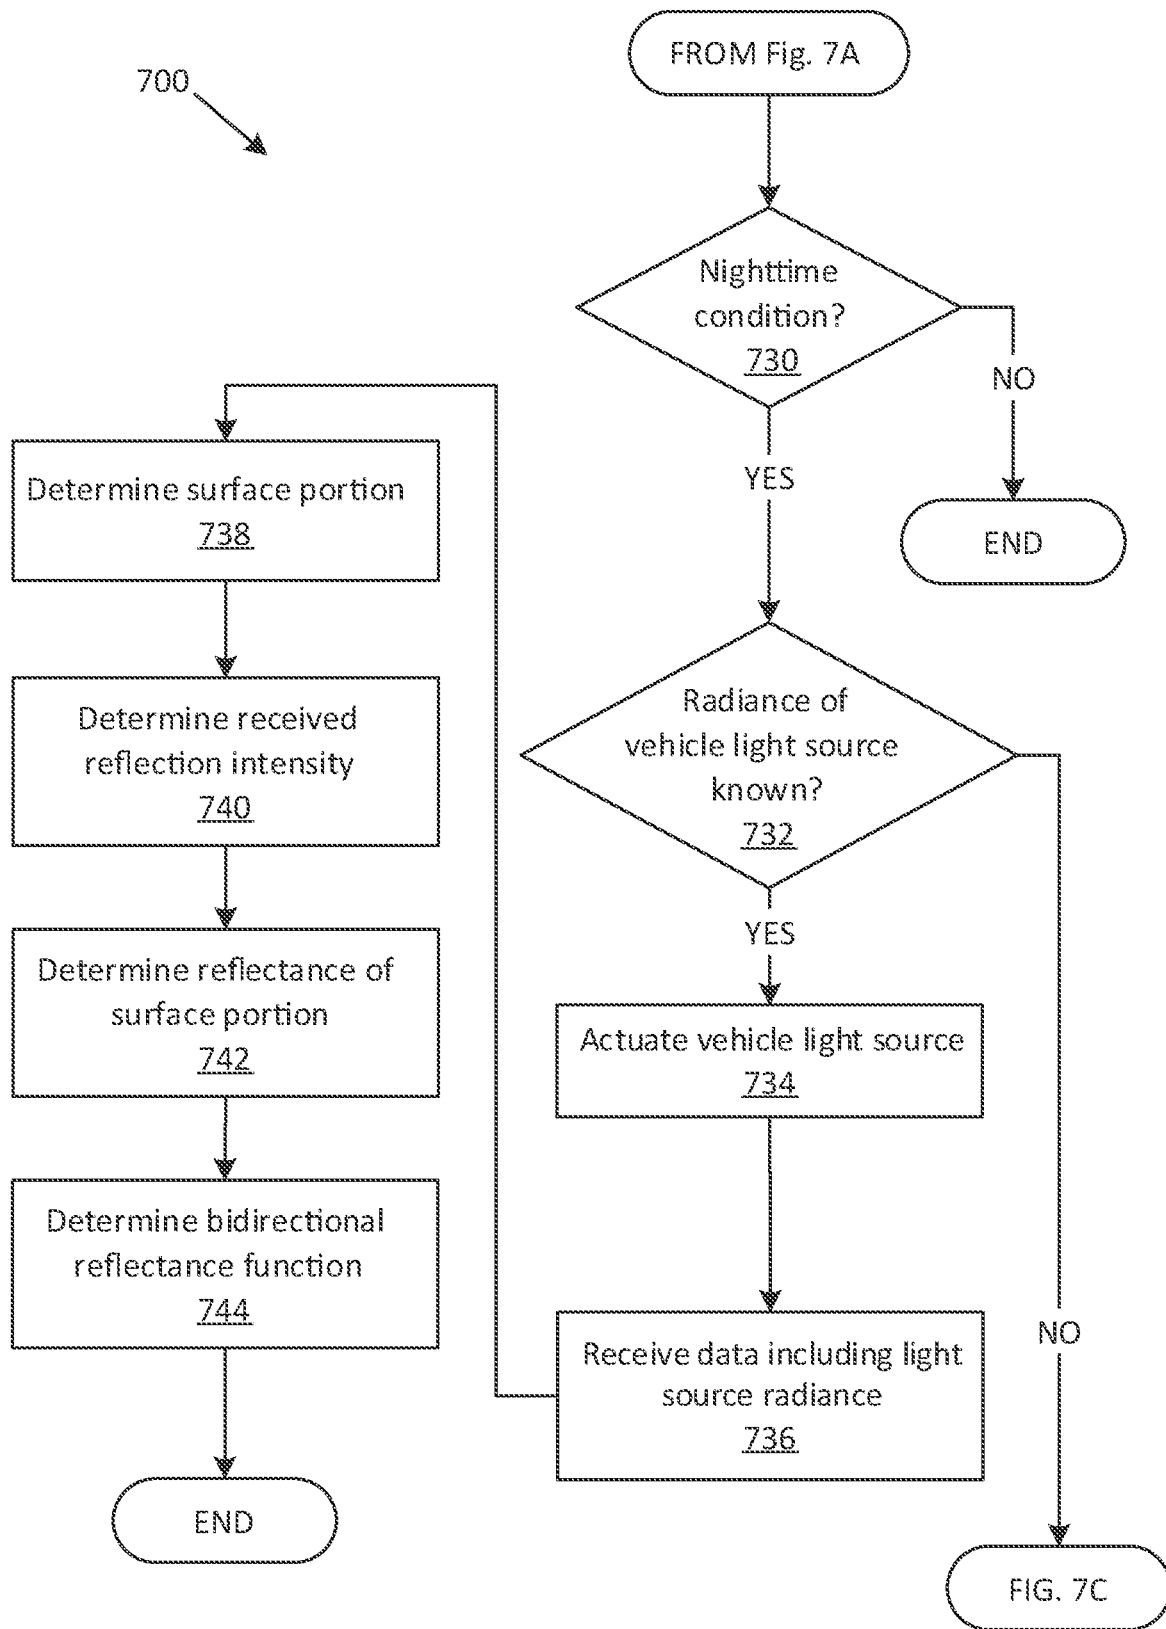 700
FROM Fig. 7A
Nighttime
condition?
730
NO
END
YES
Radiance of
vehicle light source
known?
732
YES
NO
Actuate vehicle light source
734
Receive data including light
source radiance
736
FIG. 7C
Determine surface portion
738
Determine received
reflection intensity
740
Determine reflectance of
surface portion
742
Determine bidirectional
reflectance function
744
END